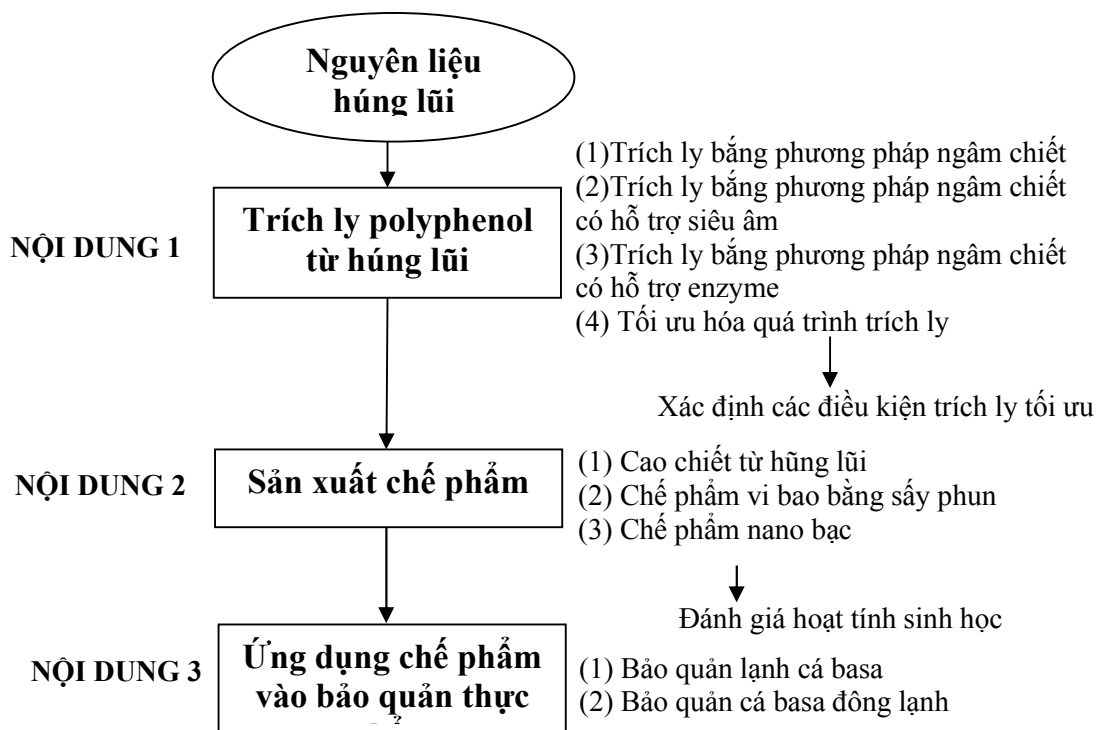 Nguyên liệu
húng lũi
NỘI DUNG 1
Trích ly polyphenol
từ húng lũi
(1)Trích ly bằng phương pháp ngâm chiết
(2)Trích ly bằng phương pháp ngâm chiết
có hỗ trợ siêu âm
(3)Trích ly bằng phương pháp ngâm chiết
có hỗ trợ enzyme
(4) Tối ưu hóa quá trình trích ly
Xác định các điều kiện trích ly tối ưu
NỘI DUNG 2
Sản xuất chế phẩm
(1) Cao chiết từ hũng lũi
(2) Chế phẩm vi bao bằng sấy phun
(3) Chế phẩm nano bạc
Đánh giá hoạt tính sinh học
NỘI DUNG 3
Ứng dụng chế phẩm
vào bảo quản thực
(1) Bảo quản lạnh cá basa
(2) Bảo quản cá basa đông lạnh